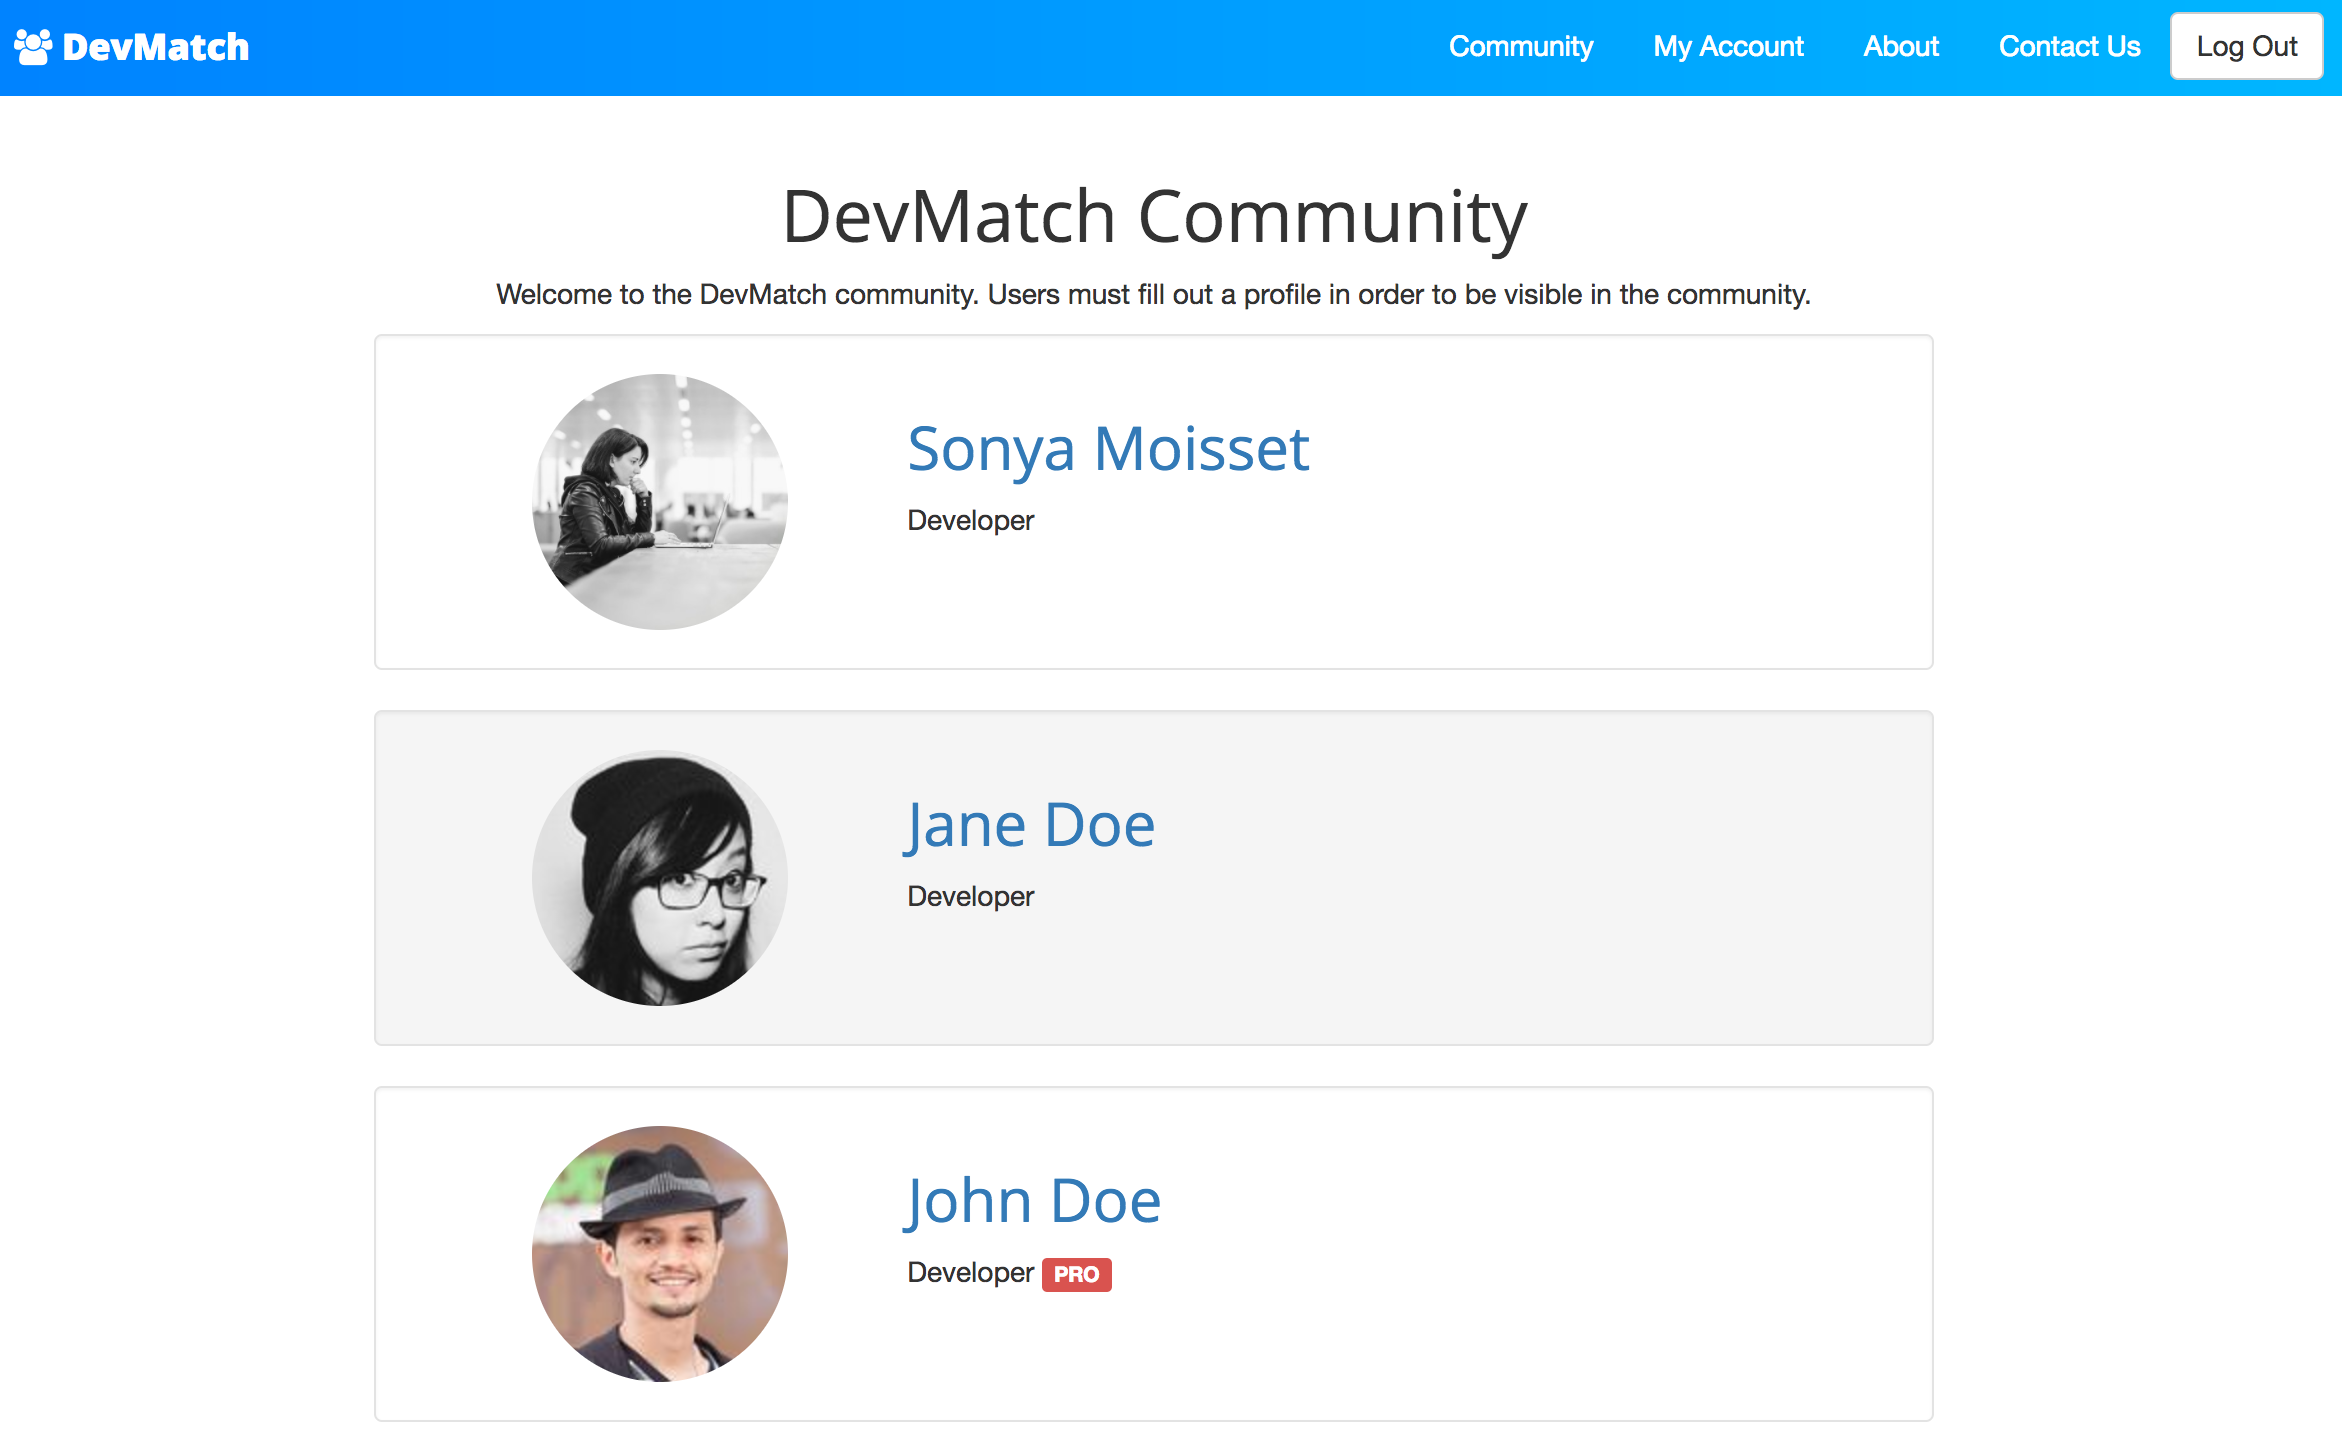 DevMatch
Community
My Account
About
Contact Us
Log Out
DevMatch Community
Welcome to the DevMatch community. Users must fill out a profile in order to be visible in the community.
Sonya Moisset
Developer
Jane Doe
Developer
John Doe
Developer PRO